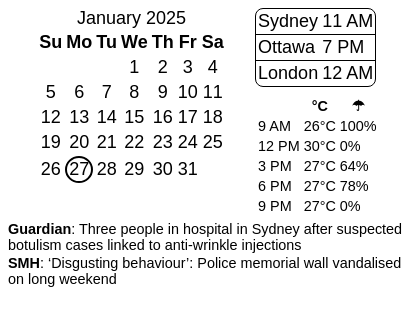 January 2025
Su Mo Tu We Th Fr Sa
1 2 3 4
5 6 7 8 9 10 11
12 13 14 15 16 17 18
19 20 21 22 23 24 25
26 27 28 29 30 31
Sydney 11 AM
Ottawa 7 PM
London 12 AM
°C ☂
9 AM 26°C 100%
12 PM 30°C 0%
3 PM 27°C 64%
6 PM 27°C 78%
9 PM 27°C 0%
Guardian: Three people in hospital in Sydney after suspected
botulism cases linked to anti-wrinkle injections
SMH: ‘Disgusting behaviour’: Police memorial wall vandalised
on long weekend